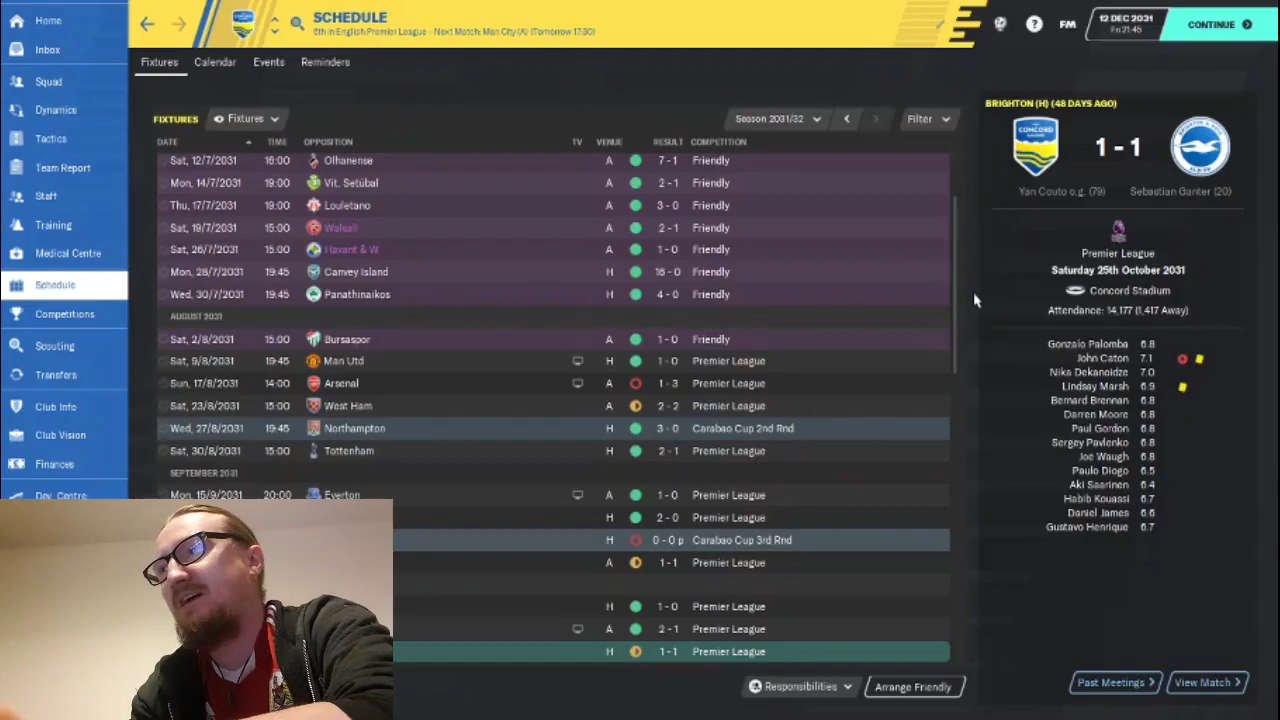 Home
Inbox
Squad
Dynamics
Tactics
Team Report
Staff
Training
Medical Centre
Schedule
Competitions
Scouting
Transfers
Club Info
Club Vision
Finances
Dev. Centre
SCHEDULE
6th in English Premier League - Next Match: Man City (A) (Tomorrow 17:30)
FM
12 DEC 2031
Fri 21:45
CONTINUE
Fixtures Calendar Events Reminders
FIXTURES Fixtures Season 2031/32 Filter
DATE TIME OPPOSITION TV VENUE RESULT COMPETITION
Sat, 12/7/2031 16:00 Olhanense A 7-1 Friendly
Mon, 14/7/2031 19:00 Vit. Setúbal A 2-1 Friendly
Thu, 17/7/2031 19:00 Louletano A 3-0 Friendly
Sat, 19/7/2031 15:00 Walsall A 2-1 Friendly
Sat, 26/7/2031 15:00 Havant & W A 1-0 Friendly
Mon, 28/7/2031 19:45 Canvey Island H 16-0 Friendly
Wed, 30/7/2031 19:45 Panathinaikos H 4-0 Friendly
AUGUST 2031
Sat, 2/8/2031 15:00 Bursaspor A 1-0 Friendly
Sat, 9/8/2031 19:45 Man Utd H 1-0 Premier League
Sun, 17/8/2031 14:00 Arsenal A 1-3 Premier League
Sat, 23/8/2031 15:00 West Ham A 2-2 Premier League
Wed, 27/8/2031 19:45 Northampton H 3-0 Carabao Cup 2nd Rnd
Sat, 30/8/2031 15:00 Tottenham H 2-1 Premier League
SEPTEMBER 2031
Mon, 15/9/2031 20:00 Everton A 1-0 Premier League
H 2-0 Premier League
H 0-0 p Carabao Cup 3rd Rnd
A 1-1 Premier League
H 1-0 Premier League
A 2-1 Premier League
H 1-1 Premier League
Responsibilities Arrange Friendly
BRIGHTON (H) (48 DAYS AGO)
CONCORD
1 - 1
Yan Couto o.g. (79) Sebastian Ganter (20)
Premier League
Saturday 25th October 2031
Concord Stadium
Attendance: 14,177 (1,417 Away)
Gonzalo Palomba 6.8
John Caton 7.1
Nika Dekanoidze 7.0
Lindsay Marsh 6.9
Bernard Brennan 6.8
Darren Moore 6.8
Paul Gordon 6.8
Sergey Pavlenko 6.8
Joe Waugh 6.8
Paulo Diogo 6.5
Aki Saarinen 6.4
Habib Kouassi 6.7
Daniel James 6.6
Gustavo Henrique 6.7
Past Meetings > View Match >